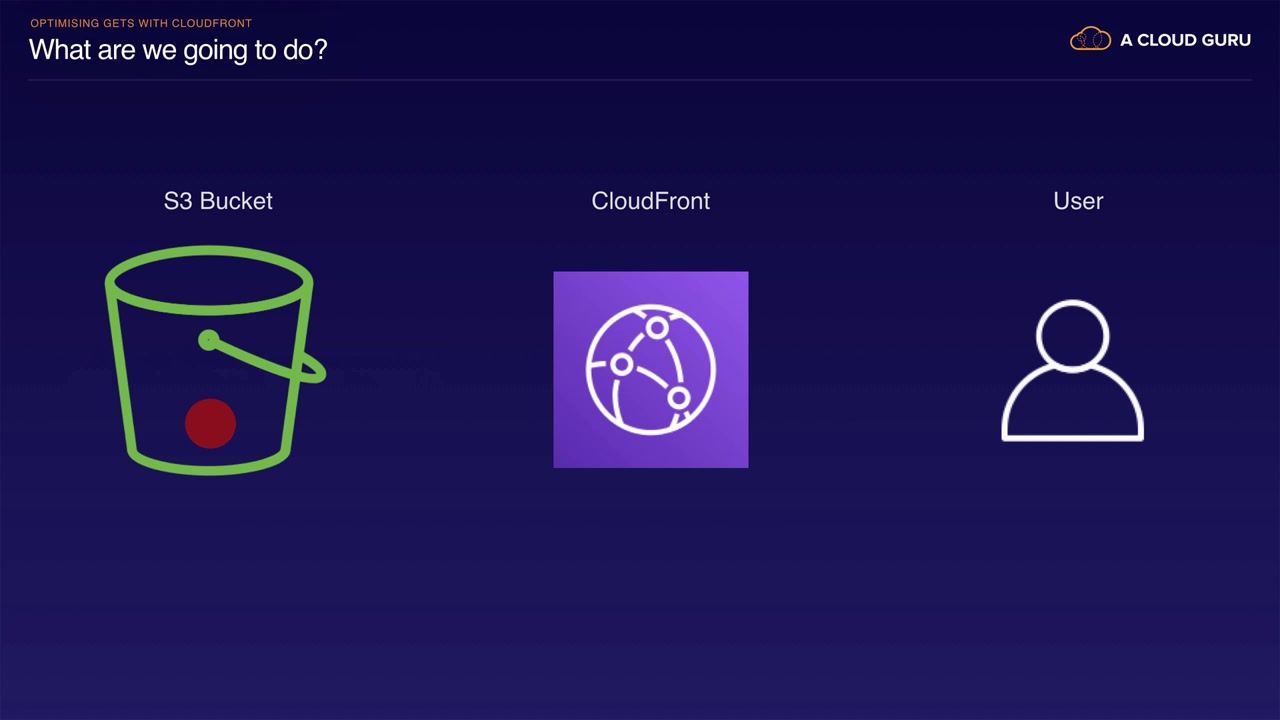 OPTIMISING GETS WITH CLOUDFRONT
What are we going to do?
A CLOUD GURU
S3 Bucket
CloudFront
User